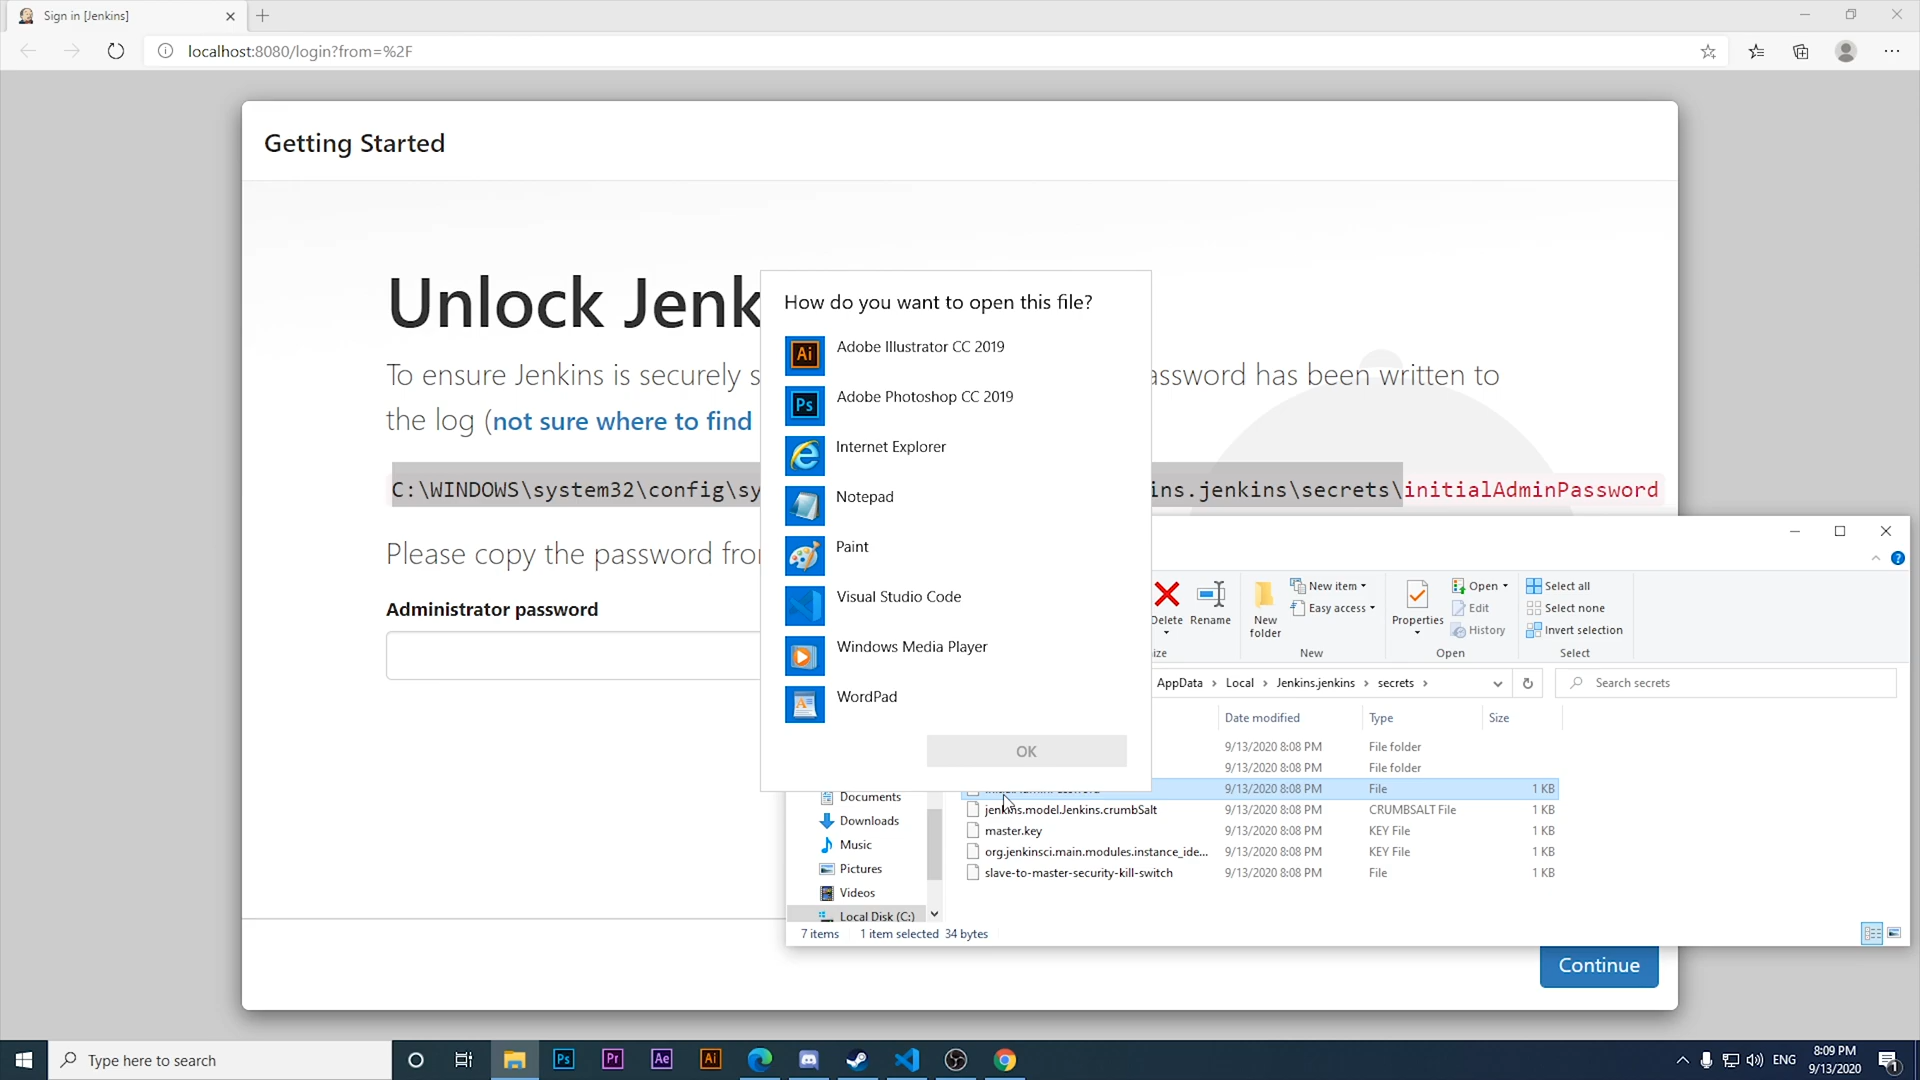 Sign in [Jenkins]
localhost:8080/login?from=%2F
Getting Started
Unlock Jenk
To ensure Jenkins is securely s
assword has been written to
the log (not sure where to find
C:\WINDOWS\system32\config\sy
ins.jenkins\secrets\initialAdminPassword
Please copy the password fro
Administrator password
How do you want to open this file?
Ai Adobe Illustrator CC 2019
Ps Adobe Photoshop CC 2019
Internet Explorer
Notepad
Paint
Visual Studio Code
Windows Media Player
WordPad
OK
Delete
Rename
New folder
New item
Easy access
New
Properties
Open
Edit
History
Open
Select all
Select none
Invert selection
Select
AppData > Local > Jenkins.jenkins > secrets >
Search secrets
Date modified Type Size
9/13/2020 8:08 PM File folder
9/13/2020 8:08 PM File folder
9/13/2020 8:08 PM File 1 KB
jenkins.model.Jenkins.crumbSalt 9/13/2020 8:08 PM CRUMBSALT File 1 KB
master.key 9/13/2020 8:08 PM KEY File 1 KB
org.jenkinsci.main.modules.instance_ide... 9/13/2020 8:08 PM KEY File 1 KB
slave-to-master-security-kill-switch 9/13/2020 8:08 PM File 1 KB
Documents
Downloads
Music
Pictures
Videos
Local Disk (C:)
7 items 1 item selected 34 bytes
Continue
Type here to search
Ps Pr Ae Ai
ENG
8:09 PM
9/13/2020
1